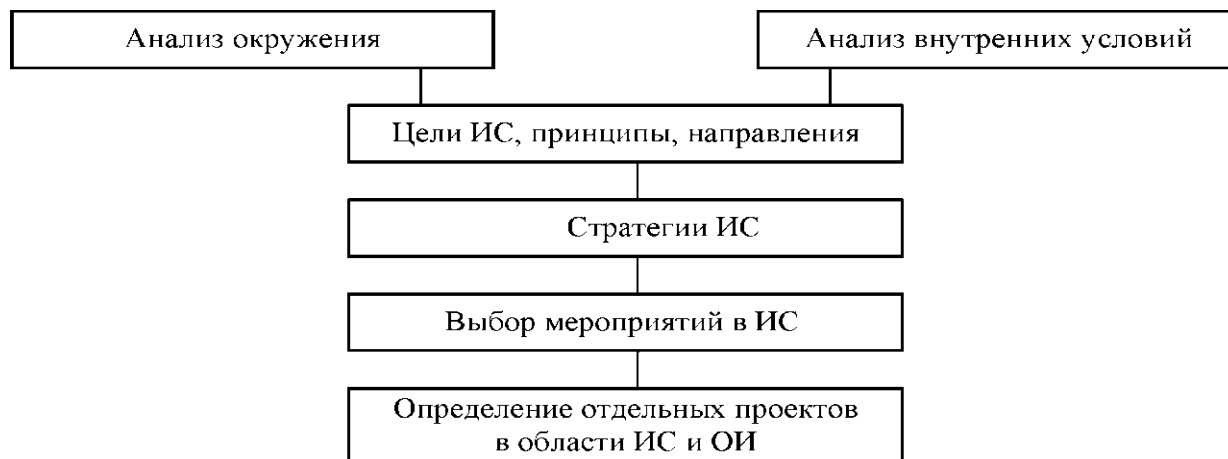 Анализ окружения
Анализ внутренних условий
Цели ИС, принципы, направления
Стратегии ИС
Выбор мероприятий в ИС
Определение отдельных проектов
в области ИС и ОИ